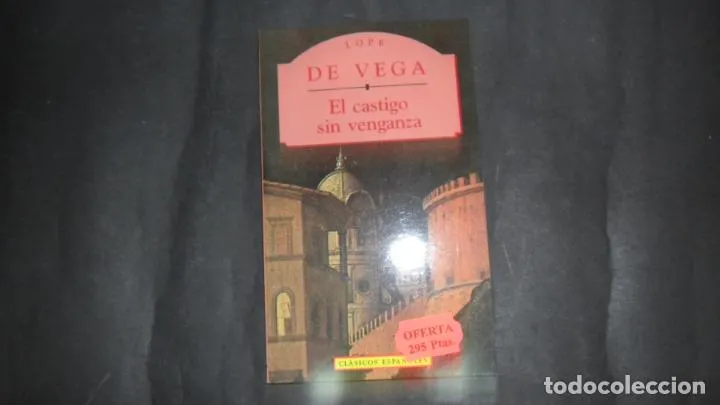 LOPE
DE VEGA
El castigo
sin venganza
OFERTA
295 Ptas.
CLÁSICOS ESPAÑOLES
todocoleccion